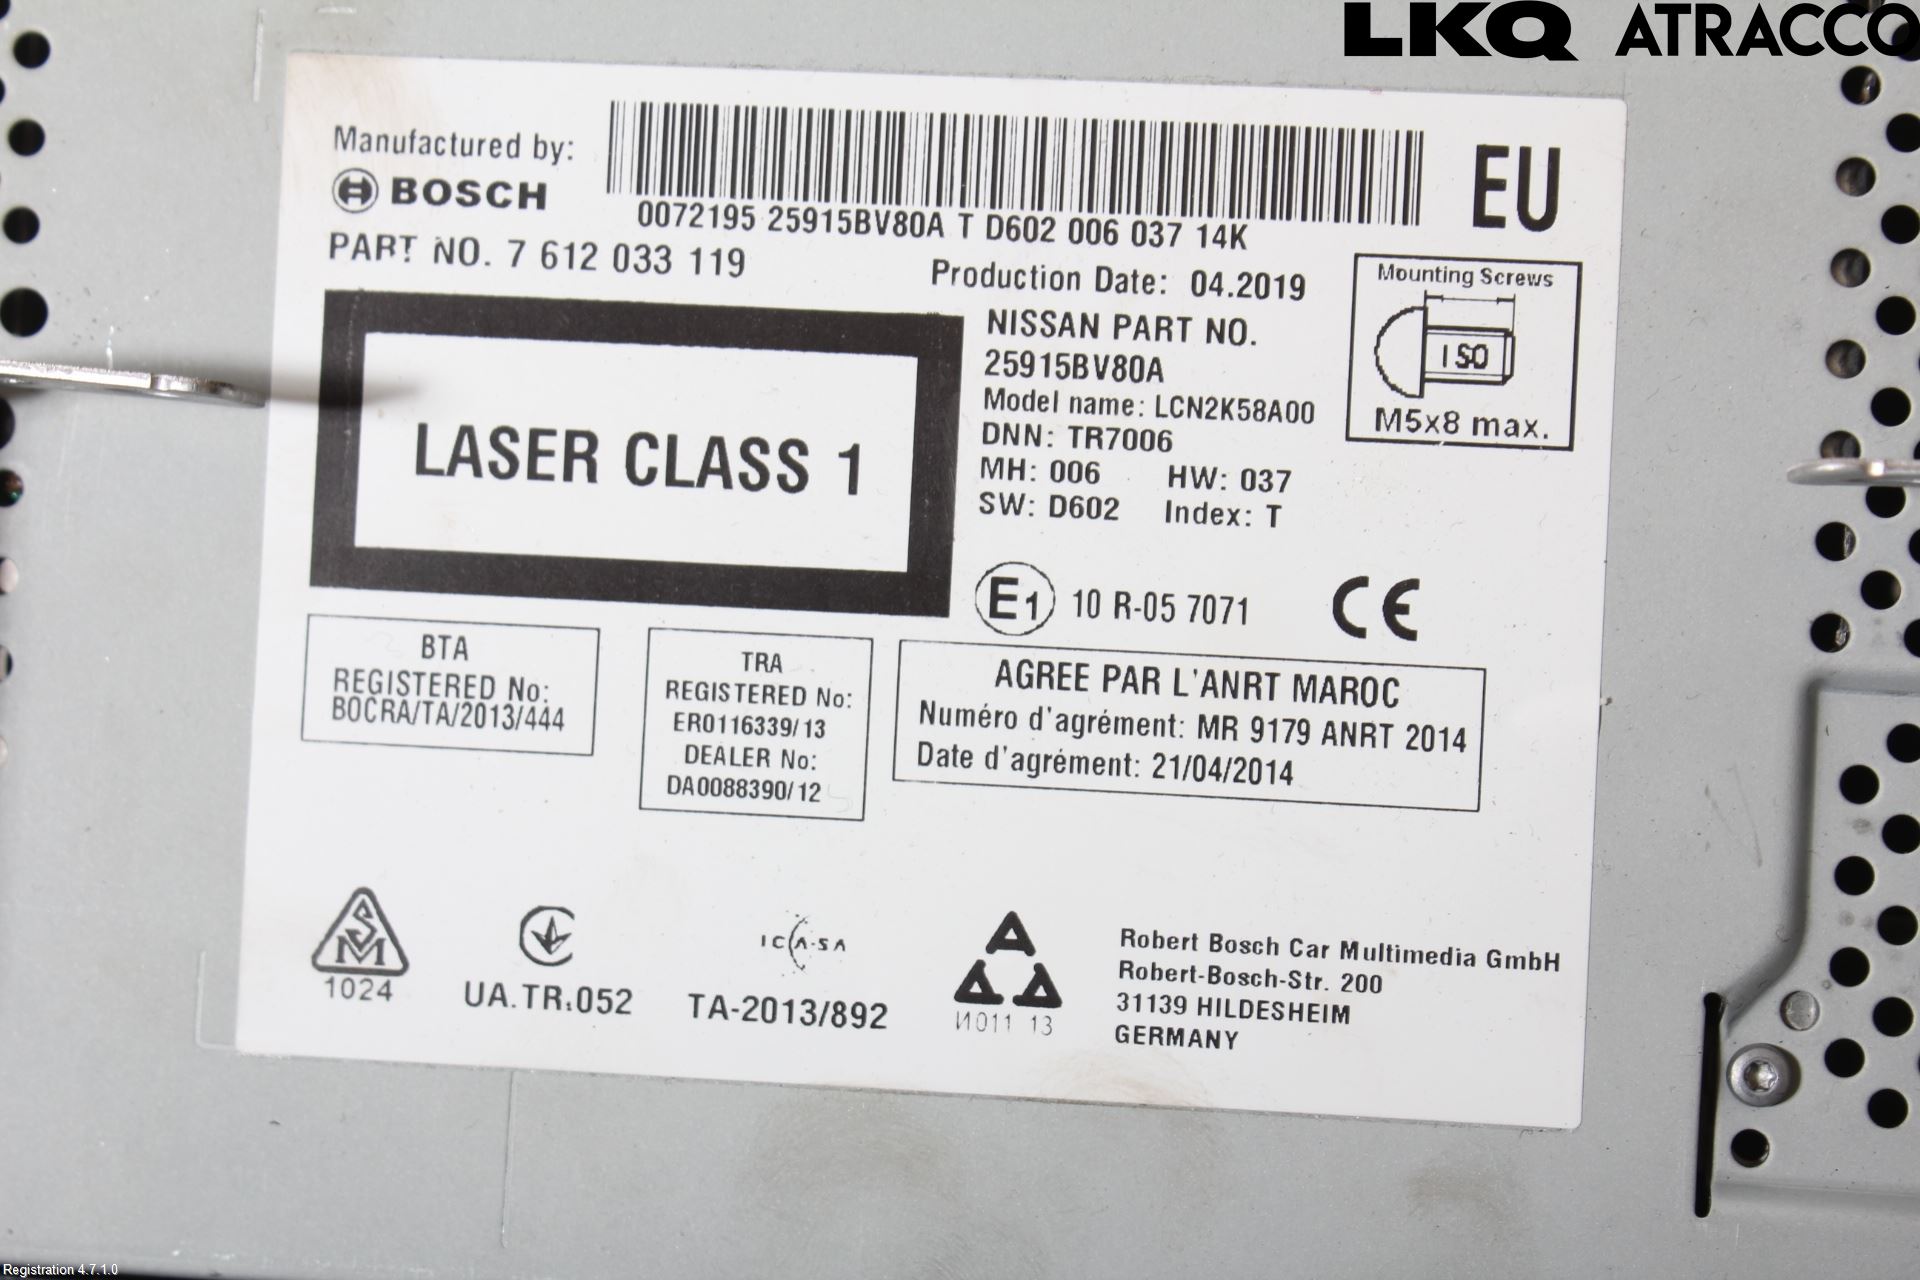 LKQ ATRACCO
Manufactured by:
BOSCH
0072195 25915BV80A T D602 006 037 14K
EU
PART NO. 7 612 033 119
Production Date: 04.2019
Mounting Screws
ISO
M5x8 max.
NISSAN PART NO.
25915BV80A
Model name: LCN2K58A00
DNN: TR7006
MH: 006 HW: 037
SW: D602 Index: T
LASER CLASS 1
E1 10 R-05 7071
CE
BTA
REGISTERED No:
BOCRA/TA/2013/444
TRA
REGISTERED No:
ER0116339/13
DEALER No:
DA0088390/12
AGREE PAR L'ANRT MAROC
Numéro d'agrément: MR 9179 ANRT 2014
Date d'agrément: 21/04/2014
SM
1024
UA.TR.052
ICA-SA
TA-2013/892
И011 13
Robert Bosch Car Multimedia GmbH
Robert-Bosch-Str. 200
31139 HILDESHEIM
GERMANY
Registration 4.7.1.0